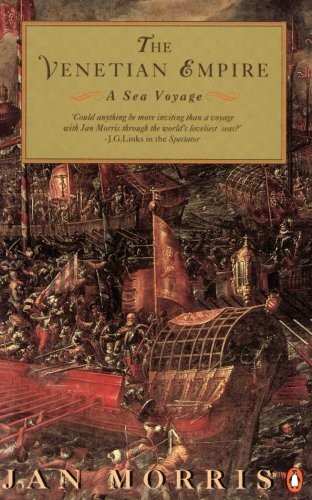 THE
VENETIAN EMPIRE
A Sea Voyage
'Could anything be more inviting than a voyage
with Jan Morris through the world's loveliest seas?'
-J.G.Links in the Spectator
JAN MORRIS